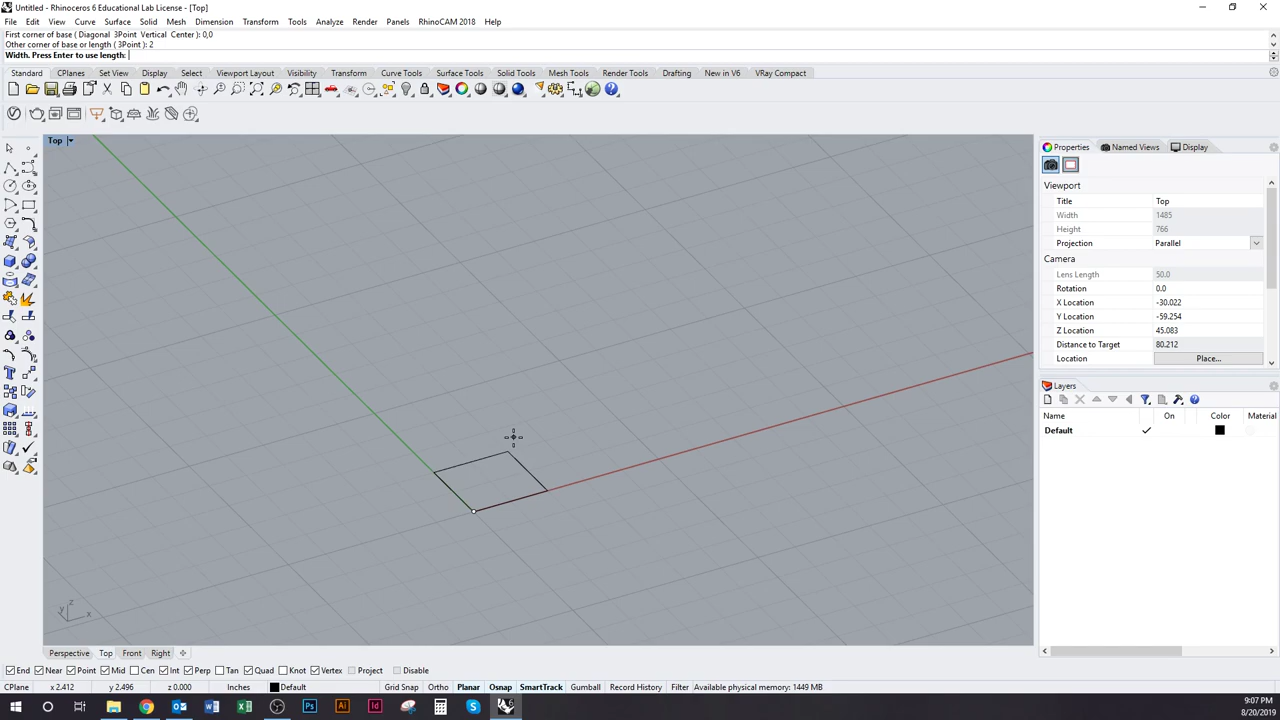 Untitled - Rhinoceros 6 Educational Lab License - [Top]
File Edit View Curve Surface Solid Mesh Dimension Transform Tools Analyze Render Panels RhinoCAM 2018 Help
First corner of base ( Diagonal 3Point Vertical Center ): 0,0
Other corner of base or length ( 3Point ): 2
Width. Press Enter to use length:
Standard CPlanes Set View Display Select Viewport Layout Visibility Transform Curve Tools Surface Tools Solid Tools Mesh Tools Render Tools Drafting New in V6 VRay Compact
Top
Properties Named Views Display
Viewport
Title Top
Width 1485
Height 766
Projection Parallel
Camera
Lens Length 50.0
Rotation 0.0
X Location -30.022
Y Location -59.254
Z Location 45.083
Distance to Target 80.212
Location Place...
Layers
Name On Color Material
Default
z
y
x
Perspective Top Front Right
End Near Point Mid Cen Int Perp Tan Quad Knot Vertex Project Disable
CPlane x 2.412 y 2.496 z 0.000 Inches Default Grid Snap Ortho Planar Osnap SmartTrack Gumball Record History Filter Available physical memory: 1449 MB
9:07 PM
8/20/2019